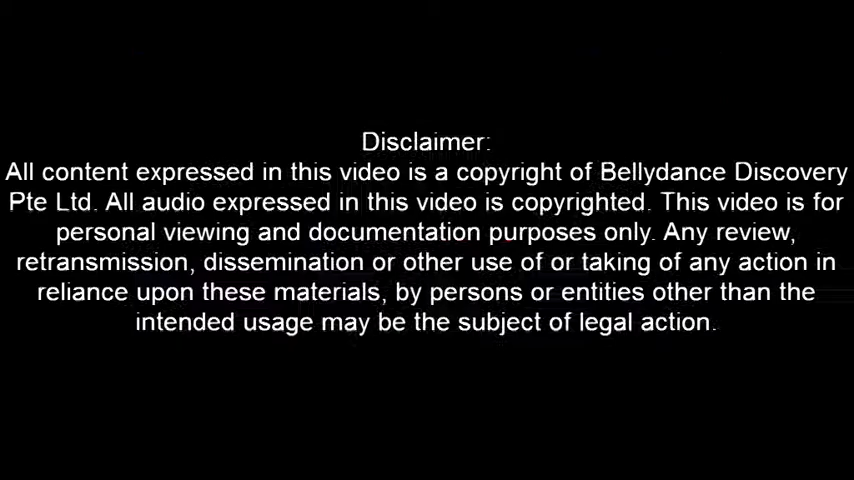 Disclaimer:
All content expressed in this video is a copyright of Bellydance Discovery
Pte Ltd. All audio expressed in this video is copyrighted. This video is for
personal viewing and documentation purposes only. Any review,
retransmission, dissemination or other use of or taking of any action in
reliance upon these materials, by persons or entities other than the
intended usage may be the subject of legal action.